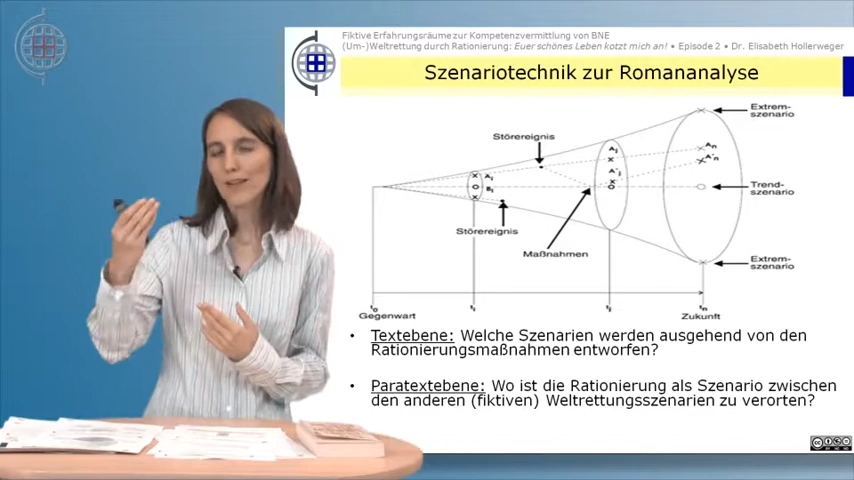 Fiktive Erfahrungsräume zur Kompetenzvermittlung von BNE
(Um-)Weltrettung durch Rationierung: Euer schönes Leben kotzt mich an! • Episode 2 • Dr. Elisabeth Hollerweger
Szenariotechnik zur Romananalyse
Extrem-
szenario
Störereignis
Trend-
szenario
Störereignis
Maßnahmen
Extrem-
szenario
Gegenwart
Zukunft
• Textebene: Welche Szenarien werden ausgehend von den
Rationierungsmaßnahmen entworfen?
• Paratextebene: Wo ist die Rationierung als Szenario zwischen
den anderen (fiktiven) Weltrettungsszenarien zu verorten?